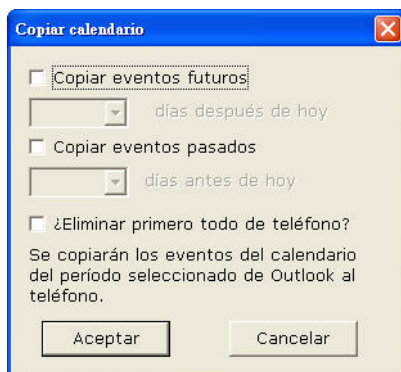 Copiar calendario
Copiar eventos futuros
días después de hoy
Copiar eventos pasados
días antes de hoy
¿Eliminar primero todo de teléfono?
Se copiarán los eventos del calendario
del período seleccionado de Outlook al
teléfono.
Aceptar
Cancelar